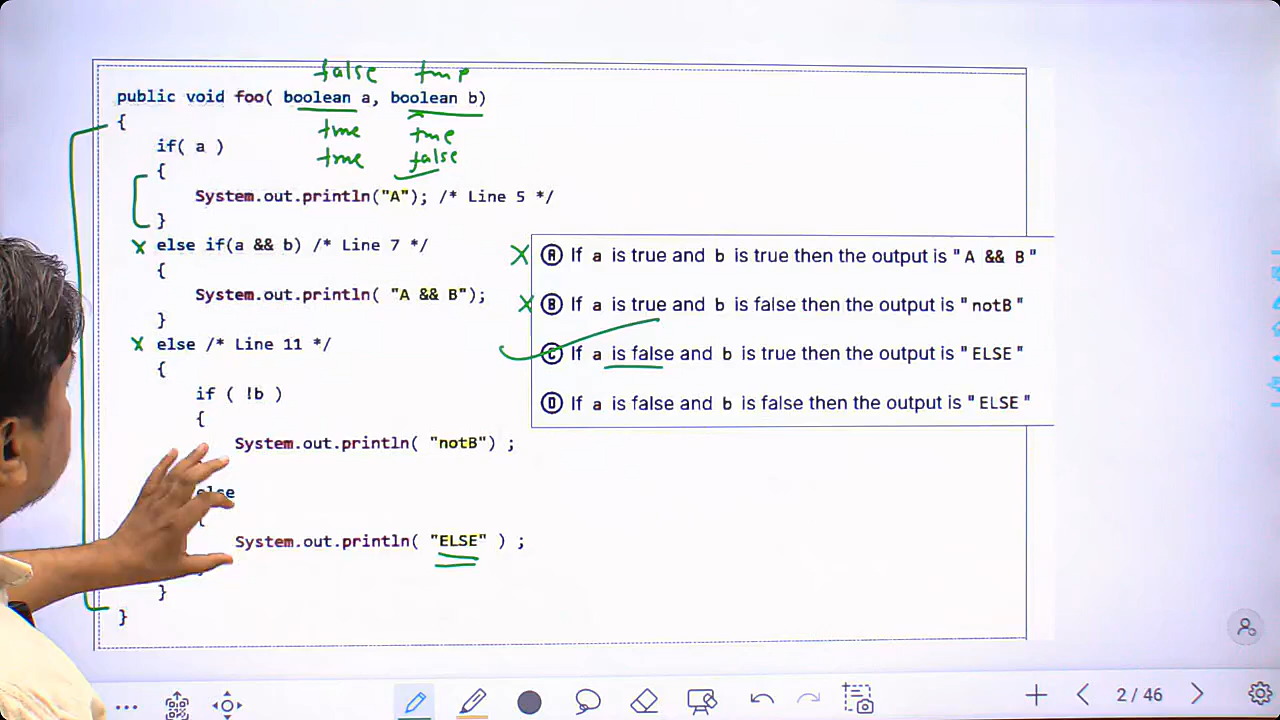 false true
public void foo( boolean a, boolean b)
{
true true
if( a )
true false
{
System.out.println("A"); /* Line 5 */
}
X else if(a && b) /* Line 7 */
{
System.out.println( "A && B");
}
X else /* Line 11 */
{
if ( !b )
{
System.out.println( "notB") ;
else
{
System.out.println( "ELSE" ) ;
}
}
}
X A If a is true and b is true then the output is "A && B"
X B If a is true and b is false then the output is "notB"
C If a is false and b is true then the output is "ELSE"
D If a is false and b is false then the output is "ELSE"
2 / 46